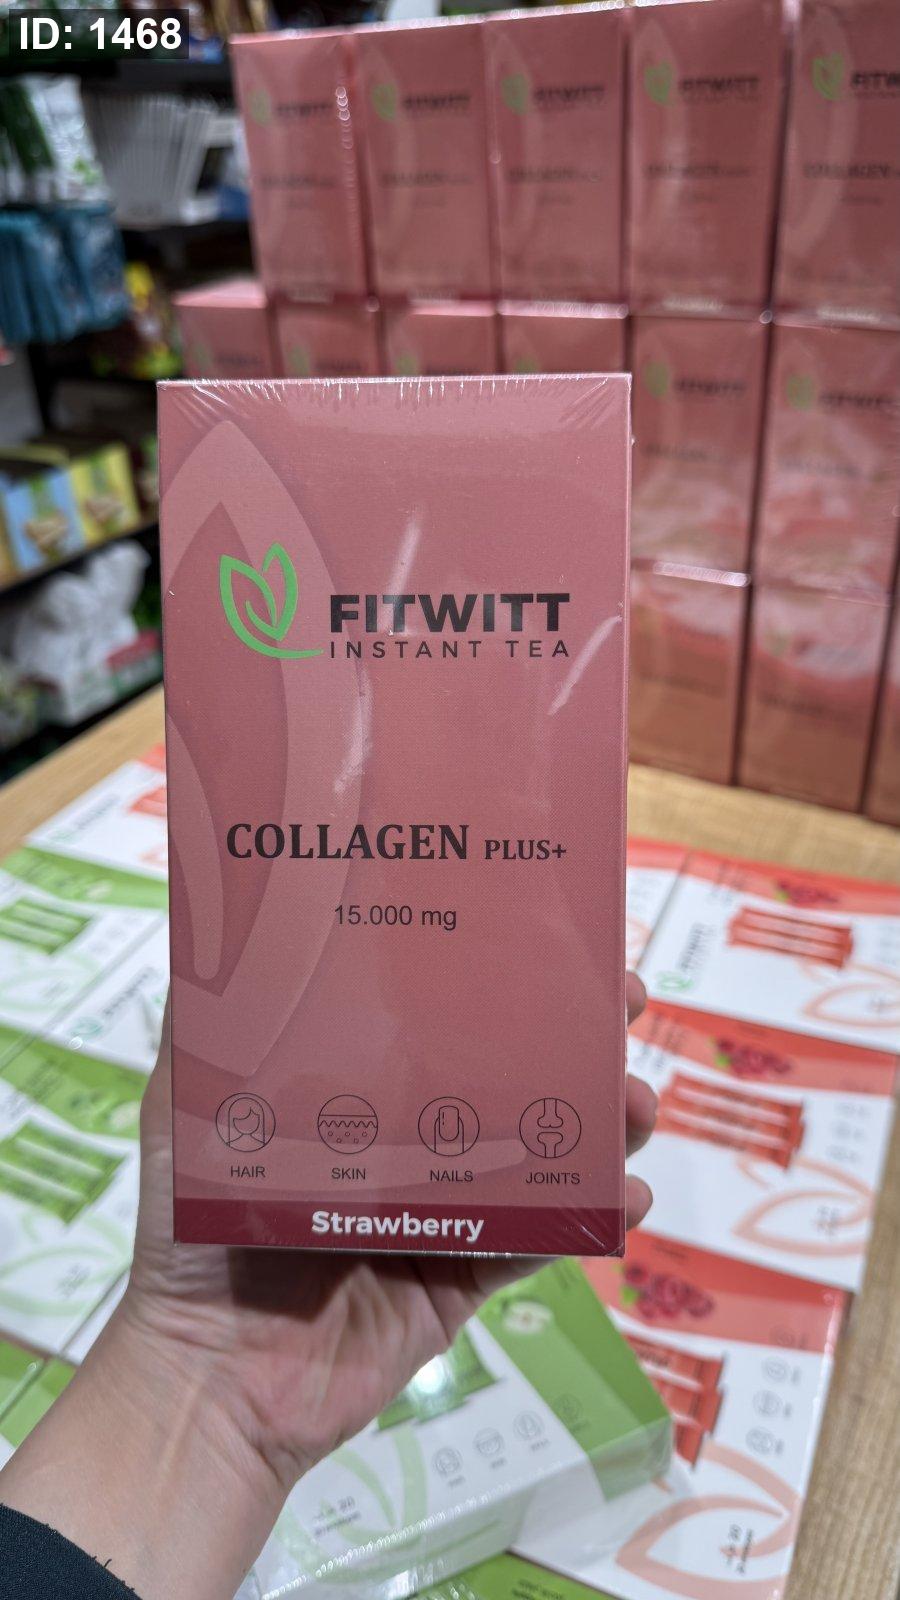 ID: 1468
FITWITT
INSTANT TEA
COLLAGEN PLUS+
15.000 mg
HAIR SKIN NAILS JOINTS
Strawberry